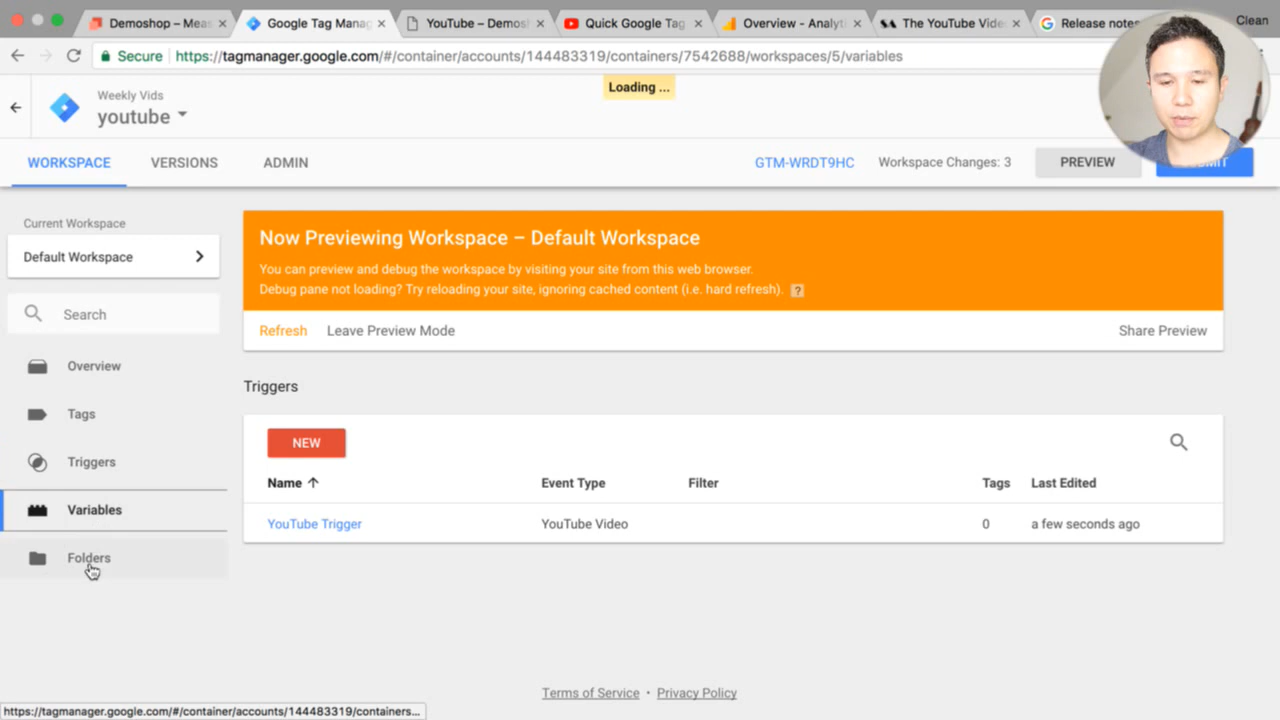 Demoshop – Meas
Google Tag Manag
YouTube – Demosh
Quick Google Tag
Overview - Analyti
The YouTube Vide
Release notes
Clean
Secure https://tagmanager.google.com/#/container/accounts/144483319/containers/7542688/workspaces/5/variables
Loading ...
Weekly Vids
youtube
WORKSPACE VERSIONS ADMIN GTM-WRDT9HC Workspace Changes: 3 PREVIEW
Current Workspace
Default Workspace
Search
Overview
Tags
Triggers
Variables
Folders
Now Previewing Workspace – Default Workspace
You can preview and debug the workspace by visiting your site from this web browser.
Debug pane not loading? Try reloading your site, ignoring cached content (i.e. hard refresh). ?
Refresh Leave Preview Mode Share Preview
Triggers
NEW
Name Event Type Filter Tags Last Edited
YouTube Trigger YouTube Video 0 a few seconds ago
Terms of Service • Privacy Policy
https://tagmanager.google.com/#/container/accounts/144483319/containers...